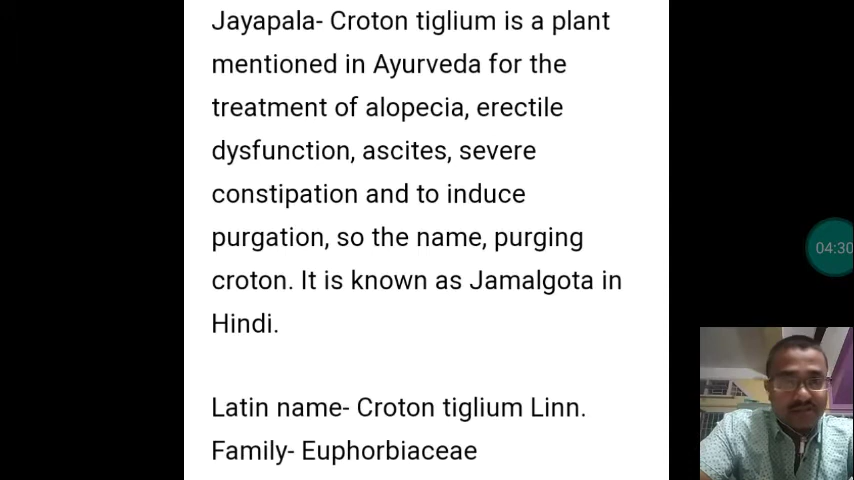 Jayapala- Croton tiglium is a plant
mentioned in Ayurveda for the
treatment of alopecia, erectile
dysfunction, ascites, severe
constipation and to induce
purgation, so the name, purging
croton. It is known as Jamalgota in
Hindi.
04:30
Latin name- Croton tiglium Linn.
Family- Euphorbiaceae